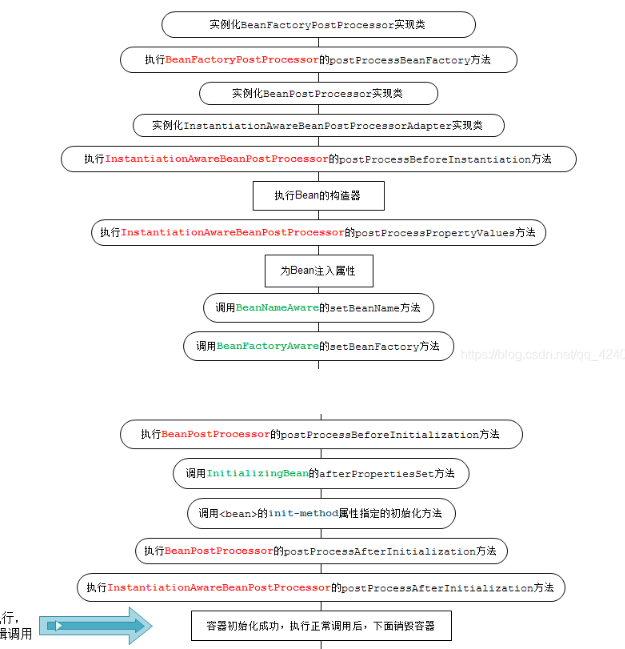 实例化BeanFactoryPostProcessor实现类
执行BeanFactoryPostProcessor的postProcessBeanFactory方法
实例化BeanPostProcessor实现类
实例化InstantiationAwareBeanPostProcessorAdapter实现类
执行InstantiationAwareBeanPostProcessor的postProcessBeforeInstantiation方法
执行Bean的构造器
执行InstantiationAwareBeanPostProcessor的postProcessPropertyValues方法
为Bean注入属性
调用BeanNameAware的setBeanName方法
调用BeanFactoryAware的setBeanFactory方法
https://blog.csdn.net/qq_424
执行BeanPostProcessor的postProcessBeforeInitialization方法
调用InitializingBean的afterPropertiesSet方法
调用<bean>的init-method属性指定的初始化方法
执行BeanPostProcessor的postProcessAfterInitialization方法
执行InstantiationAwareBeanPostProcessor的postProcessAfterInitialization方法
行,
调用
容器初始化成功，执行正常调用后，下面销毁容器